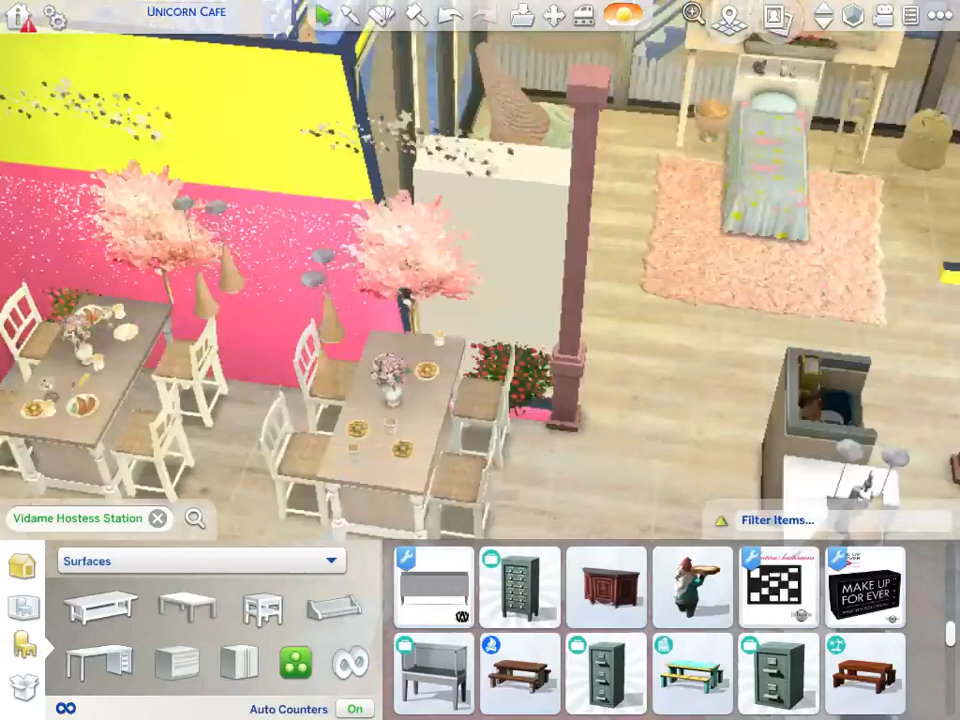 Unicorn Cafe
Vidame Hostess Station
Filter Items...
Surfaces
MAKE UP
FOR EVER
Auto Counters
On